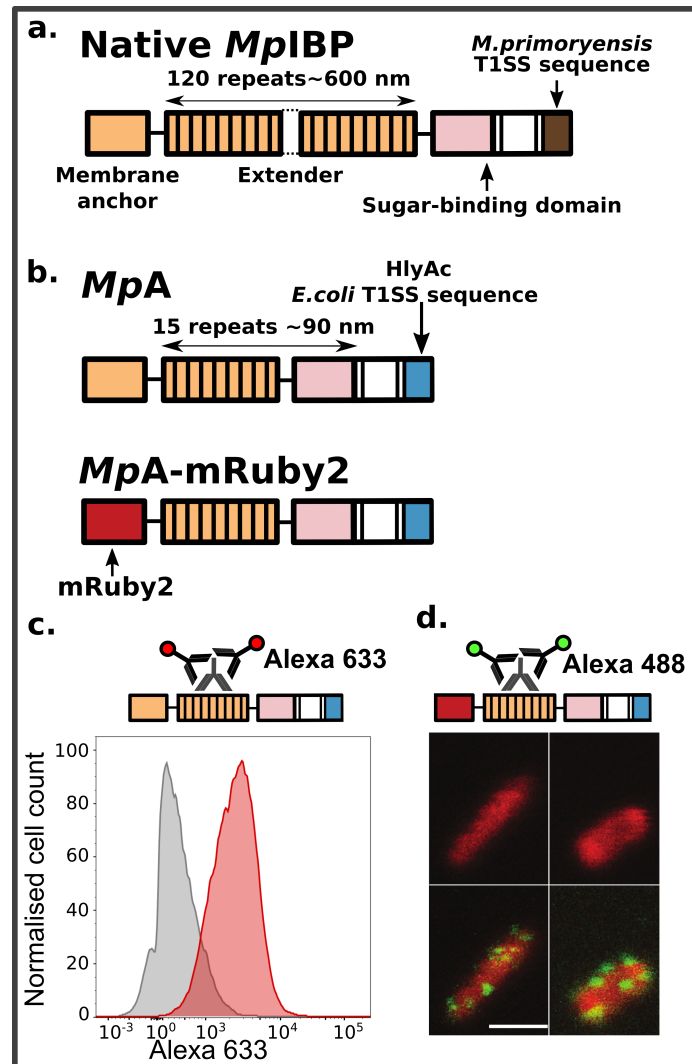 a.
Native MpIBP
120 repeats~600 nm
M.primoryensis
T1SS sequence
Membrane
anchor
Extender
Sugar-binding domain
b.
MpA
HlyAc
E.coli T1SS sequence
15 repeats ~90 nm
MpA-mRuby2
mRuby2
c.
Alexa 633
Normalised cell count
100
80
60
40
20
0
-10⁻³
10⁰
10³
10⁴
10⁵
Alexa 633
d.
Alexa 488